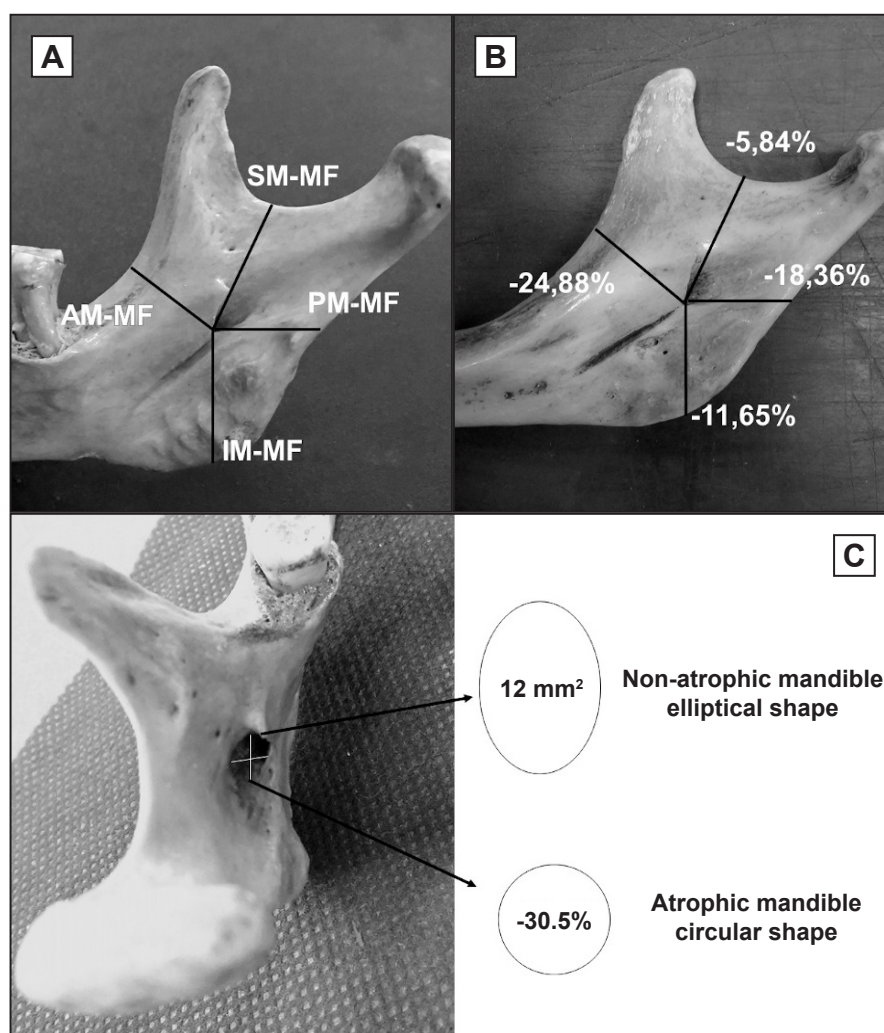 A
SM-MF
AM-MF
PM-MF
IM-MF
B
-5,84%
-24,88%
-18,36%
-11,65%
C
12 mm²
Non-atrophic mandible
elliptical shape
-30.5%
Atrophic mandible
circular shape